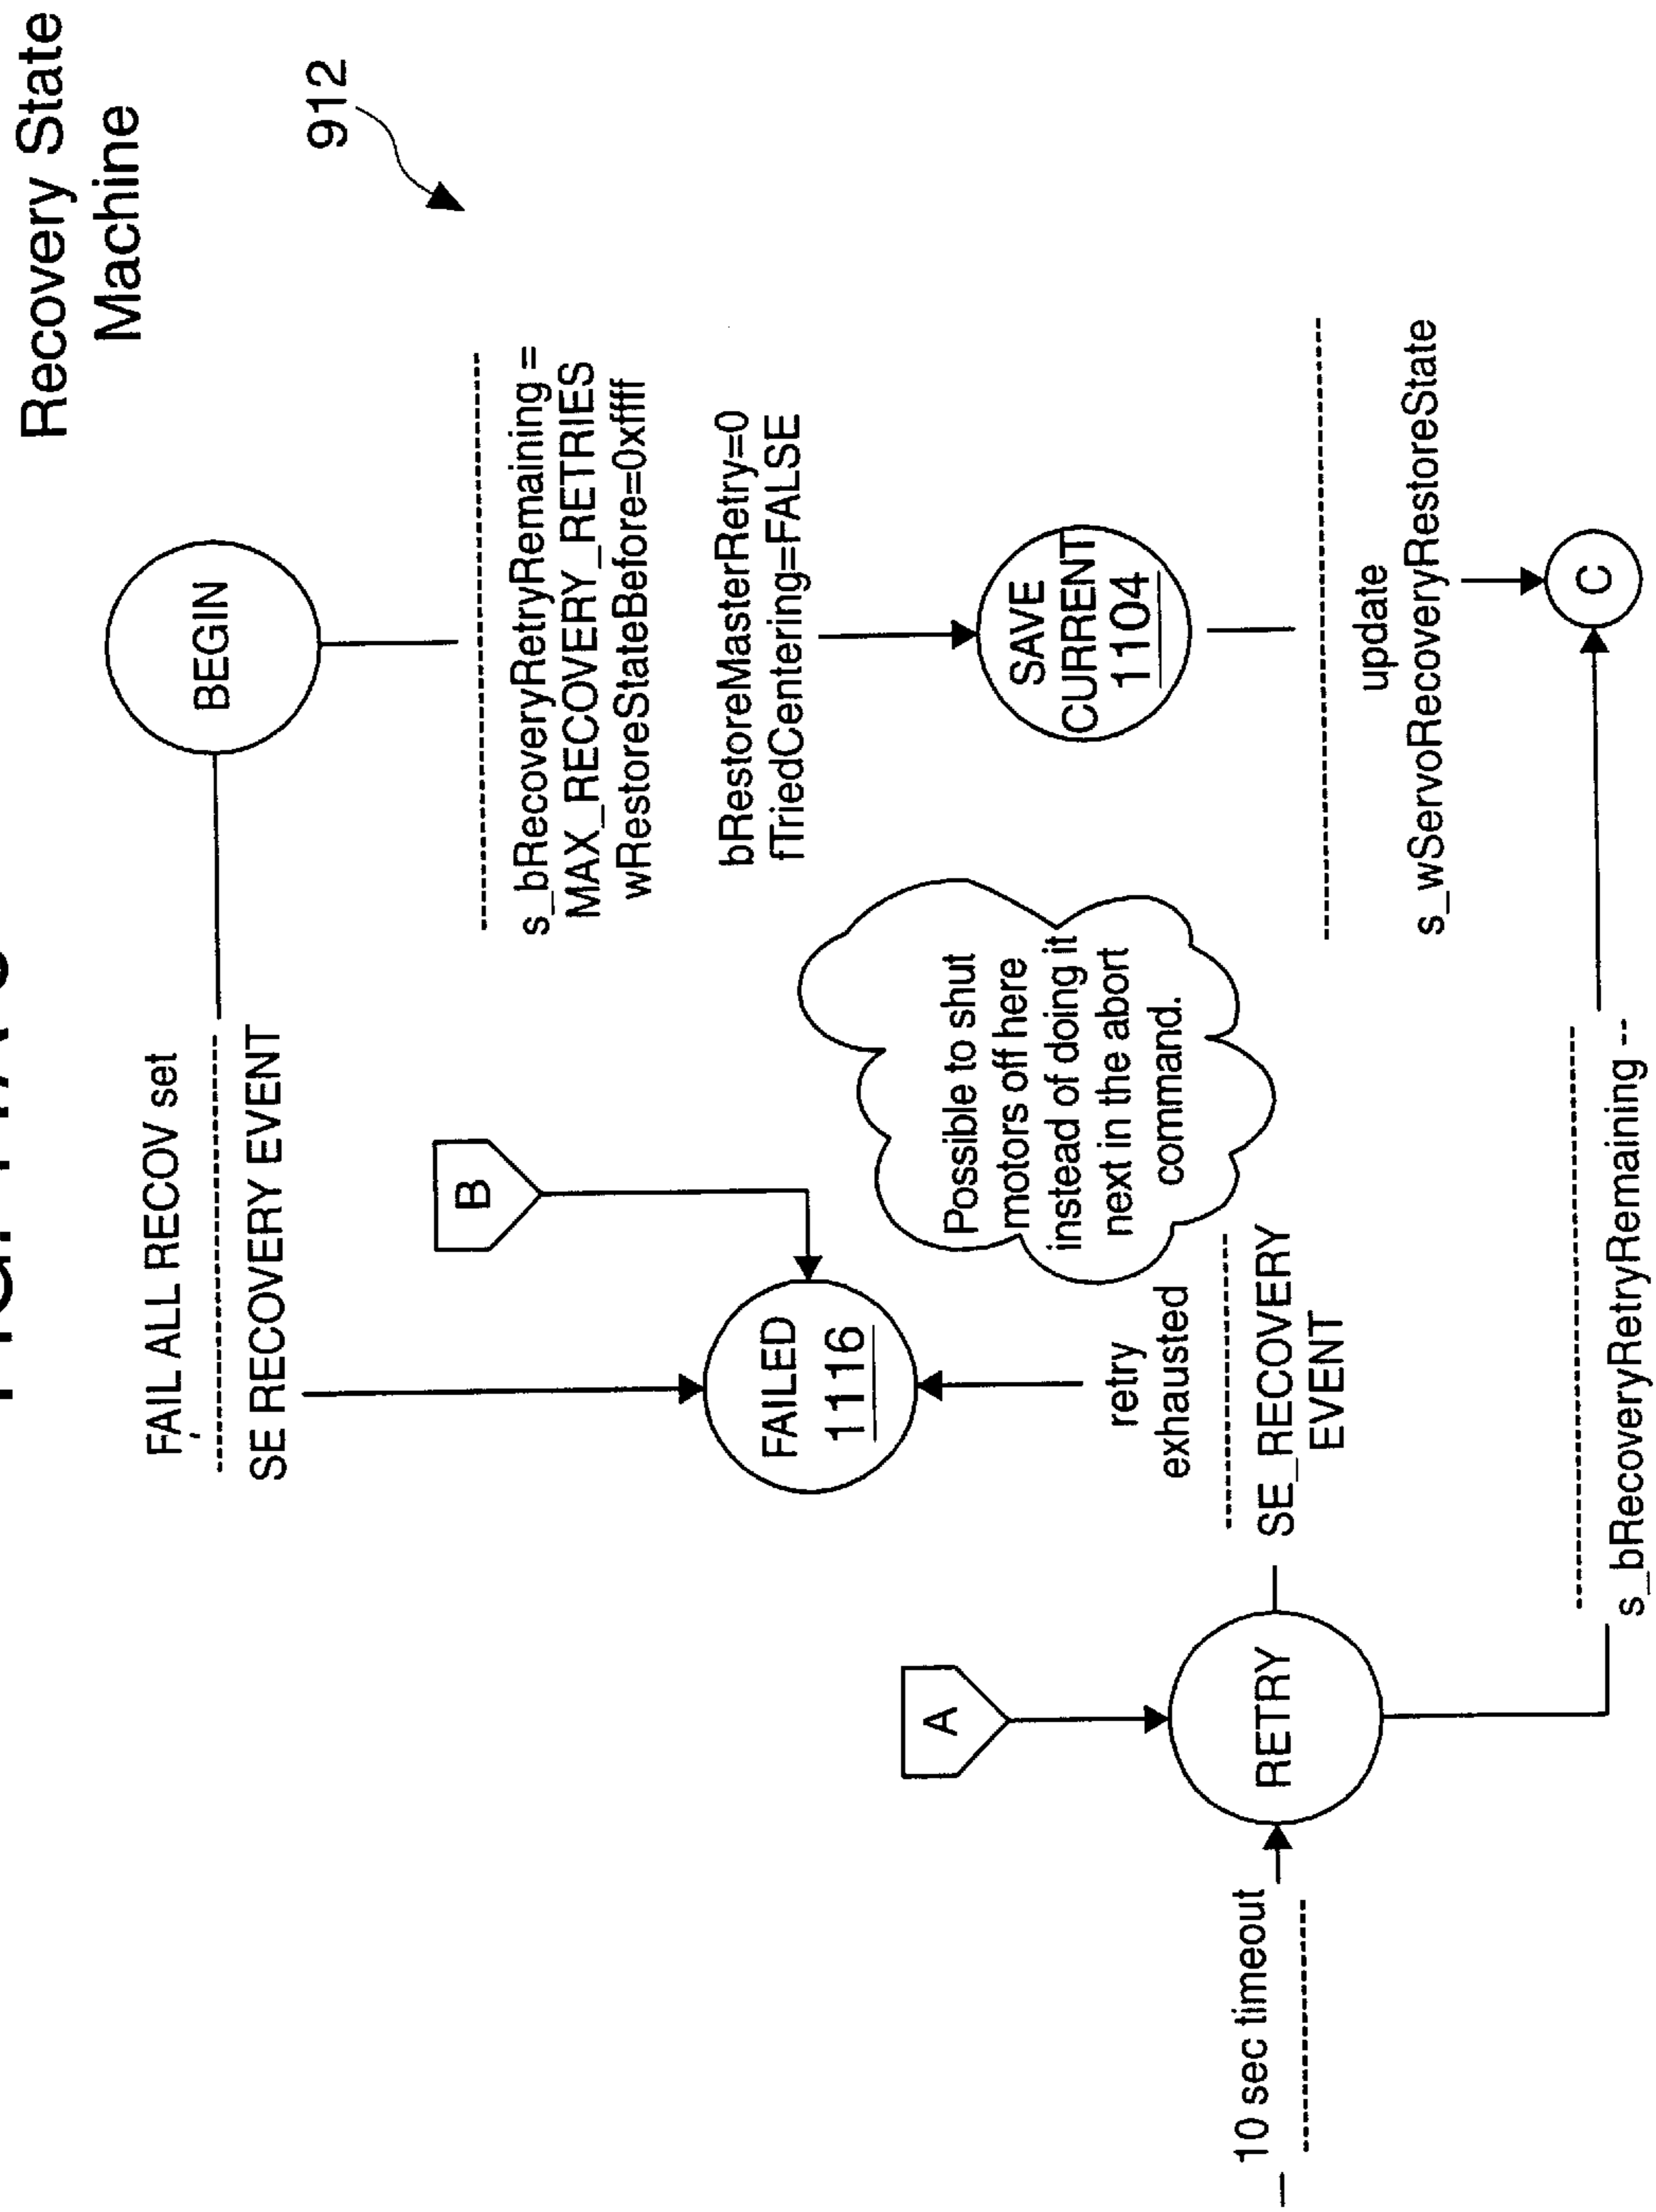 Recovery State
Machine
912
FAIL ALL RECOV set
SE RECOVERY EVENT
BEGIN
B
s_bRecoveryRetryRemaining =
MAX_RECOVERY_RETRIES
wRestoreStateBefore=0xffff
bRestoreMasterRetry=0
fTriedCentering=FALSE
FAILED
1116
Possible to shut
motors off here
instead of doing it
next in the abort
command.
A
SAVE
CURRENT
1104
retry
exhausted
SE_RECOVERY
EVENT
10 sec timeout
RETRY
update
s_wServoRecoveryRestoreState
s_bRecoveryRetryRemaining --
C